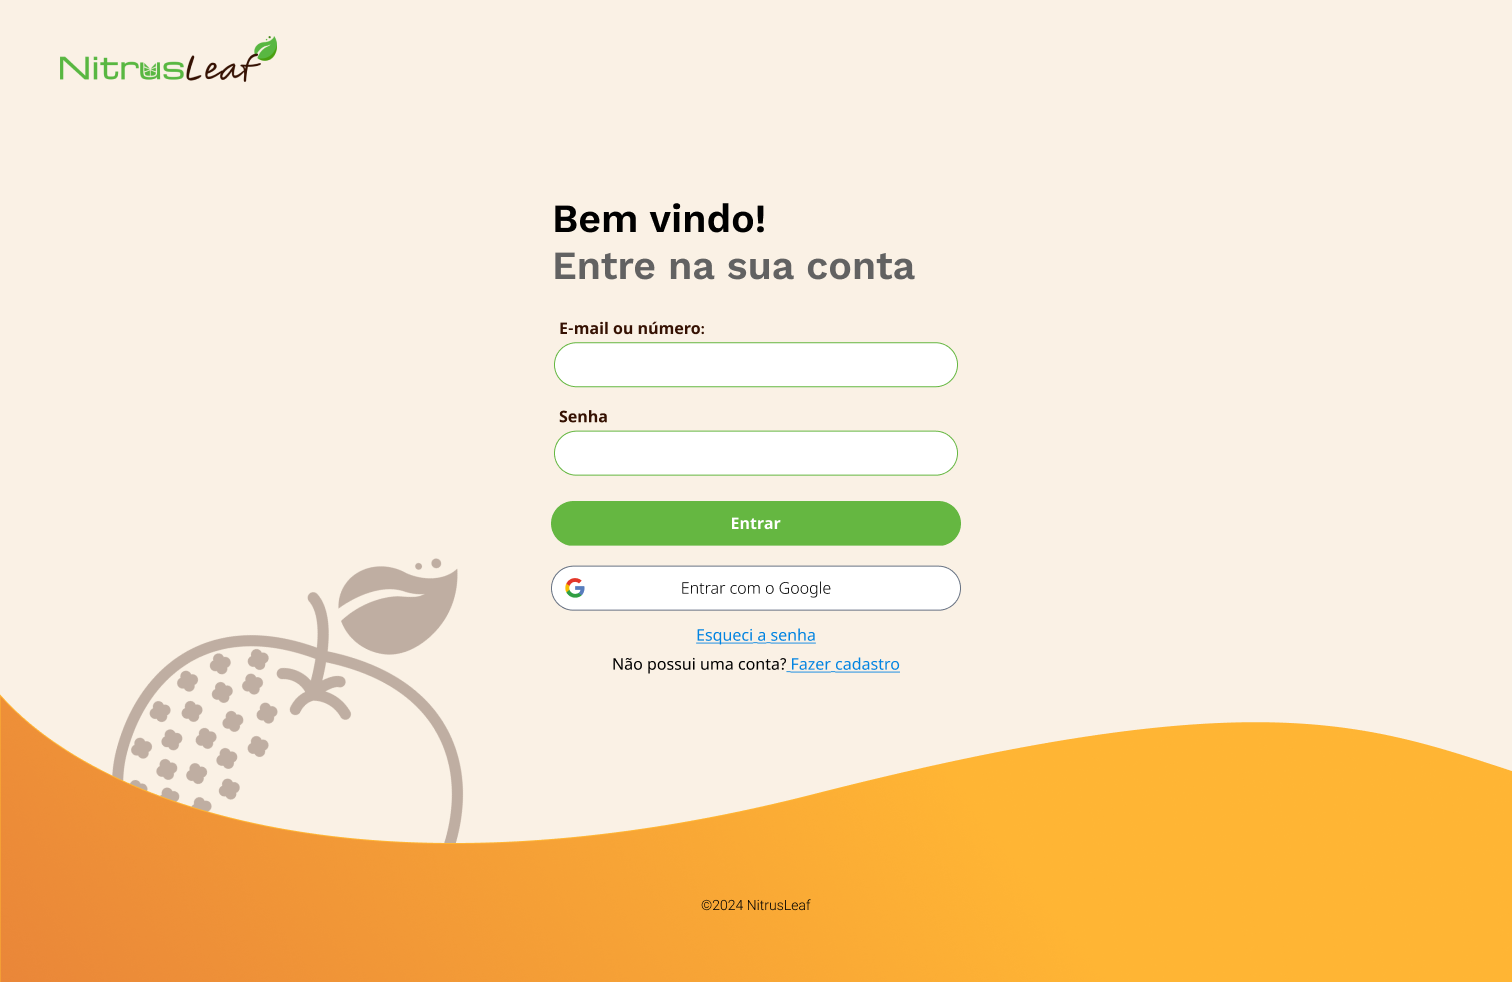 NitrusLeaf
Bem vindo!
Entre na sua conta
E-mail ou número:
Senha
Entrar
Entrar com o Google
Esqueci a senha
Não possui uma conta? Fazer cadastro
©2024 NitrusLeaf